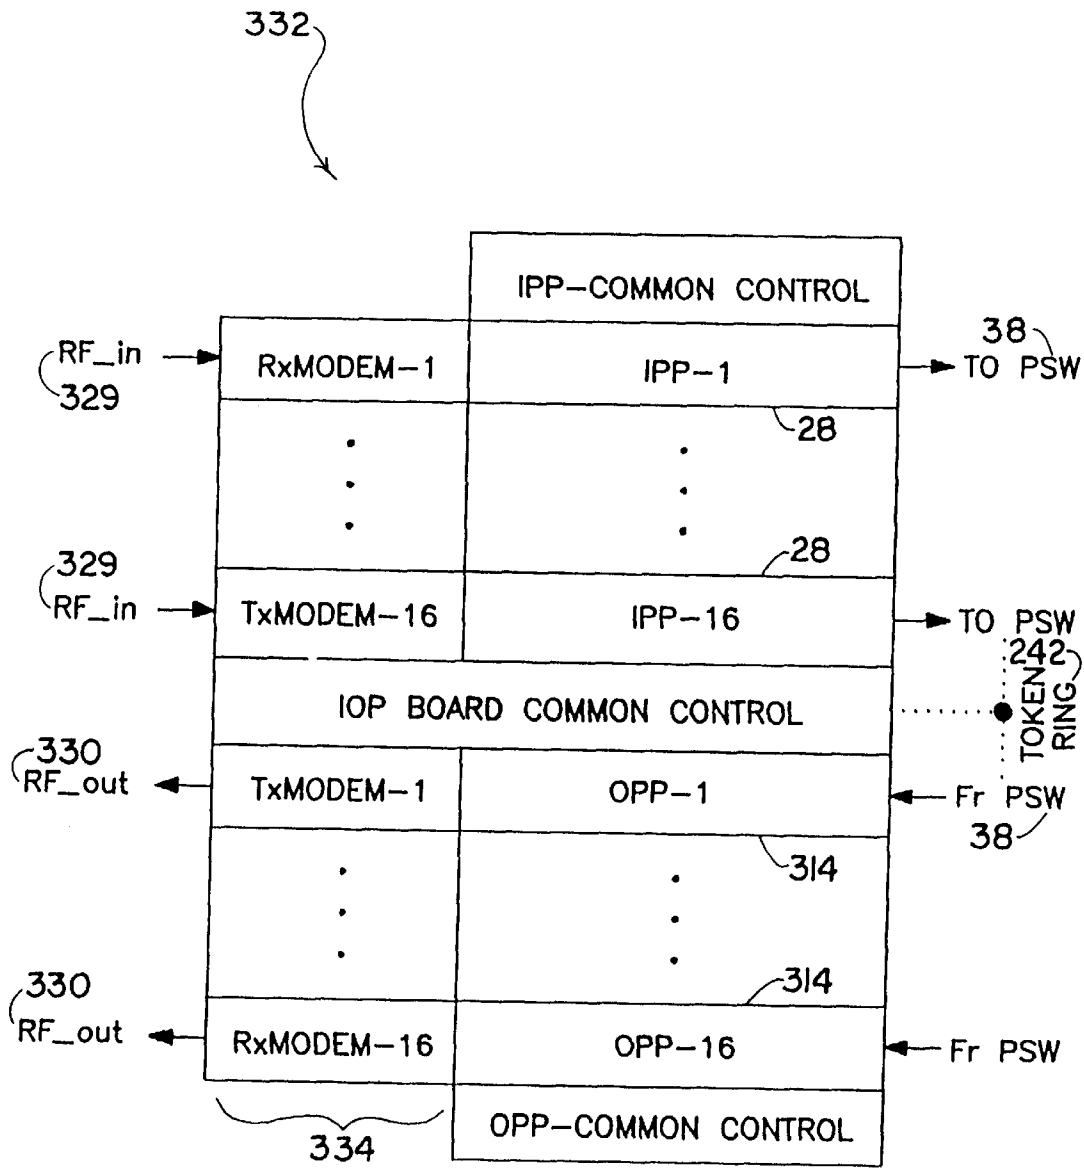 332
IPP-COMMON CONTROL
RF_in
329
RxMODEM-1
IPP-1
38
TO PSW
28
28
329
RF_in
TxMODEM-16
IPP-16
TO PSW
242
TOKEN
RING
IOP BOARD COMMON CONTROL
330
RF_out
TxMODEM-1
OPP-1
Fr PSW
38
314
314
330
RF_out
RxMODEM-16
OPP-16
Fr PSW
334
OPP-COMMON CONTROL